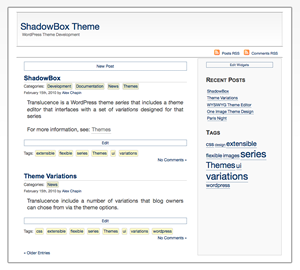 ShadowBox Theme
WordPress Theme Development
Posts RSS Comments RSS
New Post
ShadowBox
Categories: Development Documentation News Themes
February 15th, 2010 by Alex Chapin
Translucence is a WordPress theme series that includes a theme
editor that interfaces with a set of variations designed for that
series
For more information, see: Themes
Edit
Tags: extensible flexible series Themes ui variations
No Comments »
Theme Variations
Categories: News
February 15th, 2010 by Alex Chapin
Translucence include a number of variations that blog owners
can chose from via the theme options.
Edit
Tags: css extensible flexible series Themes ui variations wordpress
No Comments »
« Older Entries
Edit Widgets
Recent Posts
ShadowBox
Theme Variations
WYSIWYG Theme Editor
One Image Theme Design
Paris Night
Tags
css design extensible
flexible images series
Themes ui
variations
wordpress